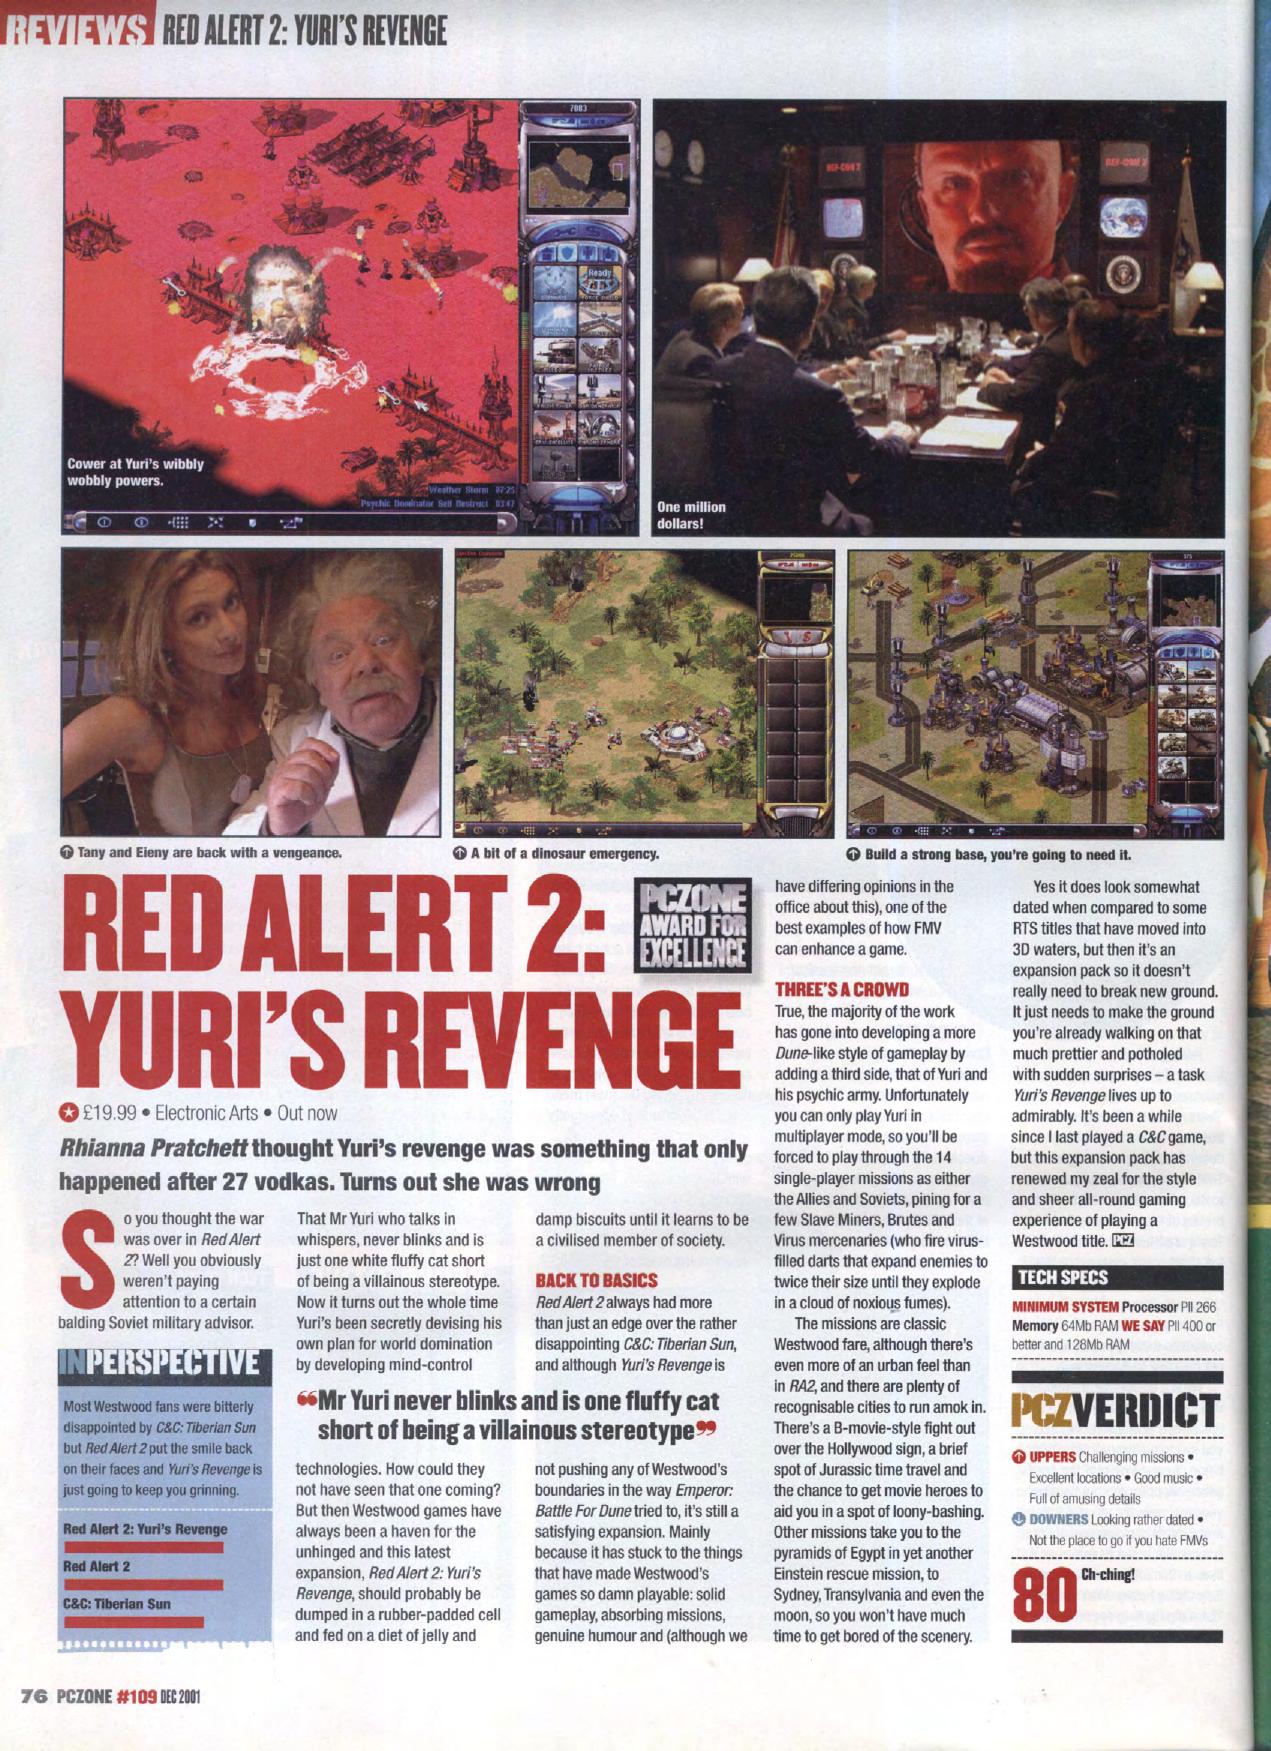 REVIEWS RED ALERT 2: YURI'S REVENGE
7083
Ready
Cower at Yuri's wibbly
wobbly powers.
Weather Storm 07:25
Psychic Dominator Self Destruct 03:47
DEF-CON 2
DEF-CON 2
One million
dollars!
Tany and Eieny are back with a vengeance.
A bit of a dinosaur emergency.
Build a strong base, you're going to need it.
RED ALERT 2:
YURI'S REVENGE
PCZONE
AWARD FOR
EXCELLENCE
£19.99 • Electronic Arts • Out now
Rhianna Pratchett thought Yuri's revenge was something that only
happened after 27 vodkas. Turns out she was wrong
So you thought the war
was over in Red Alert
2? Well you obviously
weren't paying
attention to a certain
balding Soviet military advisor.
That Mr Yuri who talks in
whispers, never blinks and is
just one white fluffy cat short
of being a villainous stereotype.
Now it turns out the whole time
Yuri's been secretly devising his
own plan for world domination
by developing mind-control
"Mr Yuri never blinks and is one fluffy cat
short of being a villainous stereotype"
technologies. How could they
not have seen that one coming?
But then Westwood games have
always been a haven for the
unhinged and this latest
expansion, Red Alert 2: Yuri's
Revenge, should probably be
dumped in a rubber-padded cell
and fed on a diet of jelly and
damp biscuits until it learns to be
a civilised member of society.
BACK TO BASICS
Red Alert 2 always had more
than just an edge over the rather
disappointing C&C: Tiberian Sun,
and although Yuri's Revenge is
not pushing any of Westwood's
boundaries in the way Emperor:
Battle For Dune tried to, it's still a
satisfying expansion. Mainly
because it has stuck to the things
that have made Westwood's
games so damn playable: solid
gameplay, absorbing missions,
genuine humour and (although we
have differing opinions in the
office about this), one of the
best examples of how FMV
can enhance a game.
THREE'S A CROWD
True, the majority of the work
has gone into developing a more
Dune-like style of gameplay by
adding a third side, that of Yuri and
his psychic army. Unfortunately
you can only play Yuri in
multiplayer mode, so you'll be
forced to play through the 14
single-player missions as either
the Allies and Soviets, pining for a
few Slave Miners, Brutes and
Virus mercenaries (who fire virus-
filled darts that expand enemies to
twice their size until they explode
in a cloud of noxious fumes).
The missions are classic
Westwood fare, although there's
even more of an urban feel than
in RA2, and there are plenty of
recognisable cities to run amok in.
There's a B-movie-style fight out
over the Hollywood sign, a brief
spot of Jurassic time travel and
the chance to get movie heroes to
aid you in a spot of loony-bashing.
Other missions take you to the
pyramids of Egypt in yet another
Einstein rescue mission, to
Sydney, Transylvania and even the
moon, so you won't have much
time to get bored of the scenery.
Yes it does look somewhat
dated when compared to some
RTS titles that have moved into
3D waters, but then it's an
expansion pack so it doesn't
really need to break new ground.
It just needs to make the ground
you're already walking on that
much prettier and potholed
with sudden surprises – a task
Yuri's Revenge lives up to
admirably. It's been a while
since I last played a C&C game,
but this expansion pack has
renewed my zeal for the style
and sheer all-round gaming
experience of playing a
Westwood title. PCZ
INPERSPECTIVE
Most Westwood fans were bitterly
disappointed by C&C: Tiberian Sun
but Red Alert 2 put the smile back
on their faces and Yuri's Revenge is
just going to keep you grinning.
Red Alert 2: Yuri's Revenge
Red Alert 2
C&C: Tiberian Sun
TECH SPECS
MINIMUM SYSTEM Processor PII 266
Memory 64Mb RAM WE SAY PII 400 or
better and 128Mb RAM
PCZVERDICT
UPPERS Challenging missions •
Excellent locations • Good music •
Full of amusing details
DOWNERS Looking rather dated •
Not the place to go if you hate FMVs
80 Ch-ching!
76 PCZONE #109 DEC 2001